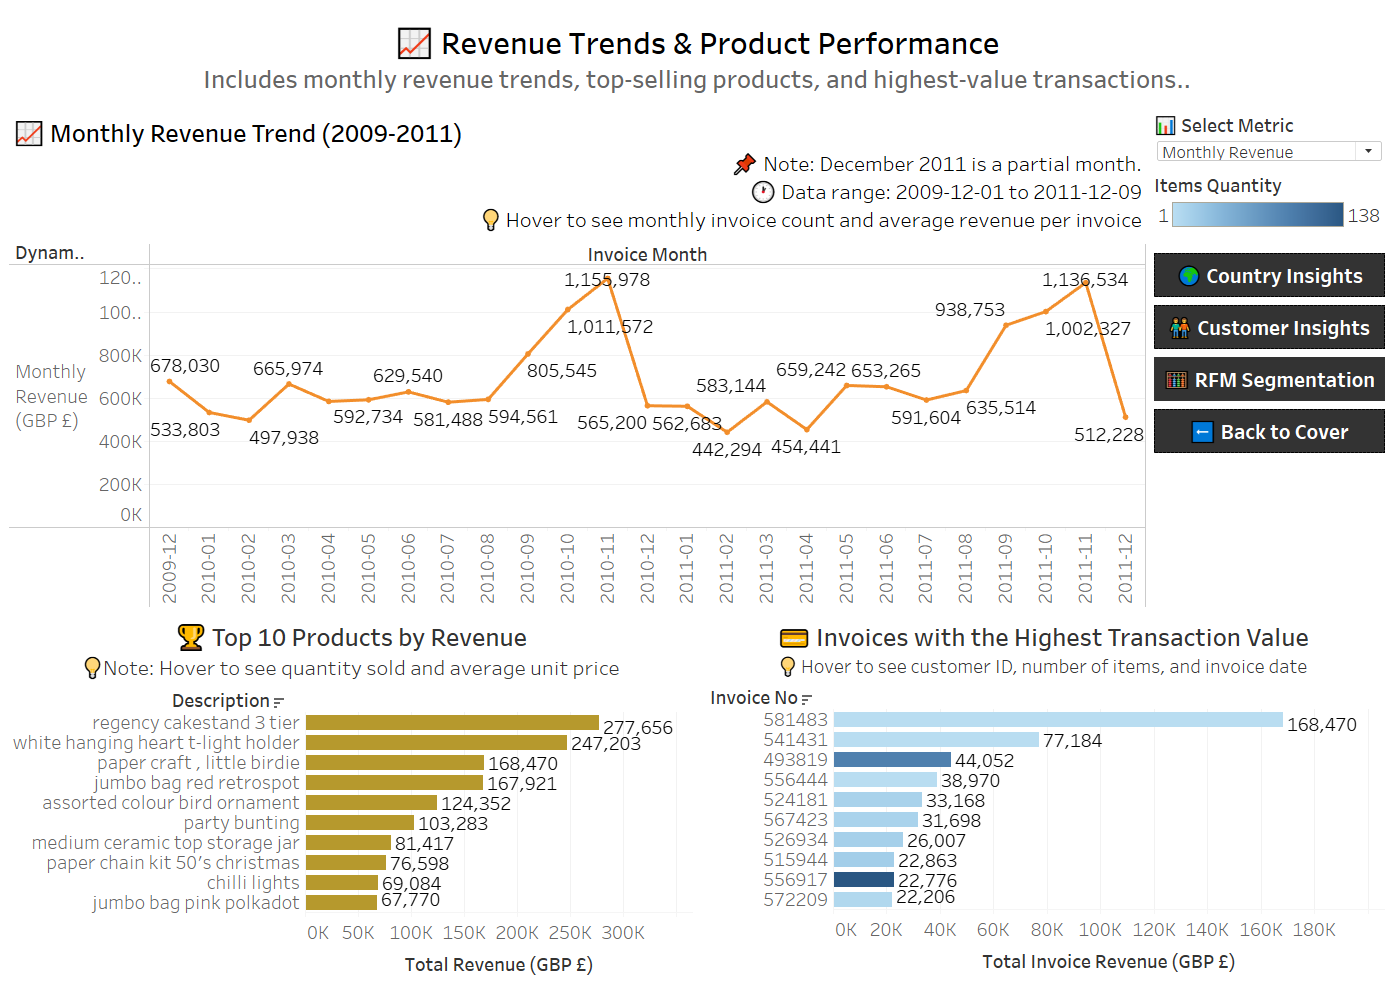 📈 Revenue Trends & Product Performance
Includes monthly revenue trends, top-selling products, and highest-value transactions..
📈 Monthly Revenue Trend (2009-2011)
📌 Note: December 2011 is a partial month.
🕐 Data range: 2009-12-01 to 2011-12-09
💡 Hover to see monthly invoice count and average revenue per invoice
📊 Select Metric
Monthly Revenue
Items Quantity
1 138
🌍 Country Insights
👫 Customer Insights
🧮 RFM Segmentation
⬅ Back to Cover
Dynam..
Invoice Month
Monthly
Revenue
(GBP £)
120..
100..
800K
600K
400K
200K
0K
678,030
533,803
497,938
665,974
592,734
629,540
581,488
594,561
805,545
1,011,572
1,155,978
565,200
562,683
442,294
583,144
454,441
659,242
653,265
591,604
635,514
938,753
1,002,327
1,136,534
512,228
2009-12
2010-01
2010-02
2010-03
2010-04
2010-05
2010-06
2010-07
2010-08
2010-09
2010-10
2010-11
2010-12
2011-01
2011-02
2011-03
2011-04
2011-05
2011-06
2011-07
2011-08
2011-09
2011-10
2011-11
2011-12
🏆 Top 10 Products by Revenue
💡Note: Hover to see quantity sold and average unit price
Description
regency cakestand 3 tier 277,656
white hanging heart t-light holder 247,203
paper craft , little birdie 168,470
jumbo bag red retrospot 167,921
assorted colour bird ornament 124,352
party bunting 103,283
medium ceramic top storage jar 81,417
paper chain kit 50's christmas 76,598
chilli lights 69,084
jumbo bag pink polkadot 67,770
0K 50K 100K 150K 200K 250K 300K
Total Revenue (GBP £)
💳 Invoices with the Highest Transaction Value
💡 Hover to see customer ID, number of items, and invoice date
Invoice No
581483 168,470
541431 77,184
493819 44,052
556444 38,970
524181 33,168
567423 31,698
526934 26,007
515944 22,863
556917 22,776
572209 22,206
0K 20K 40K 60K 80K 100K 120K 140K 160K 180K
Total Invoice Revenue (GBP £)